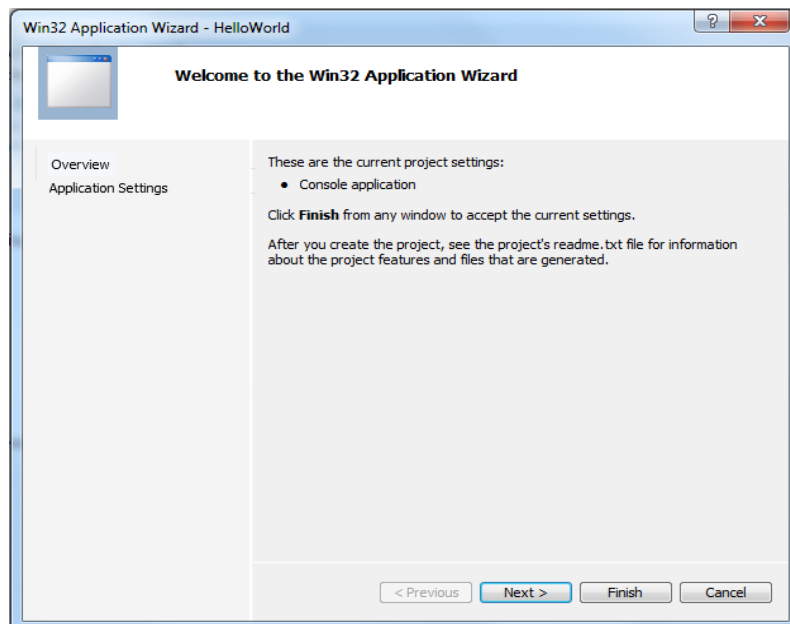 Win32 Application Wizard - HelloWorld
?
X
Welcome to the Win32 Application Wizard
Overview
Application Settings
These are the current project settings:
• Console application
Click Finish from any window to accept the current settings.
After you create the project, see the project's readme.txt file for information
about the project features and files that are generated.
< Previous
Next >
Finish
Cancel